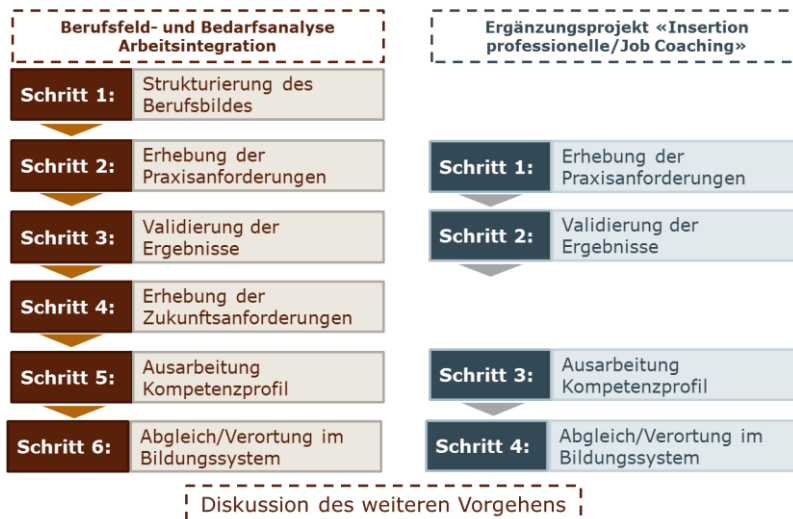 Berufsfeld- und Bedarfsanalyse
Arbeitsintegration
Schritt 1:
Strukturierung des
Berufsbildes
Schritt 2:
Erhebung der
Praxisanforderungen
Schritt 3:
Validierung der
Ergebnisse
Schritt 4:
Erhebung der
Zukunftsanforderungen
Schritt 5:
Ausarbeitung
Kompetenzprofil
Schritt 6:
Abgleich/Verortung im
Bildungssystem
Ergänzungsprojekt «Insertion
professionelle/Job Coaching»
Schritt 1:
Erhebung der
Praxisanforderungen
Schritt 2:
Validierung der
Ergebnisse
Schritt 3:
Ausarbeitung
Kompetenzprofil
Schritt 4:
Abgleich/Verortung im
Bildungssystem
Diskussion des weiteren Vorgehens